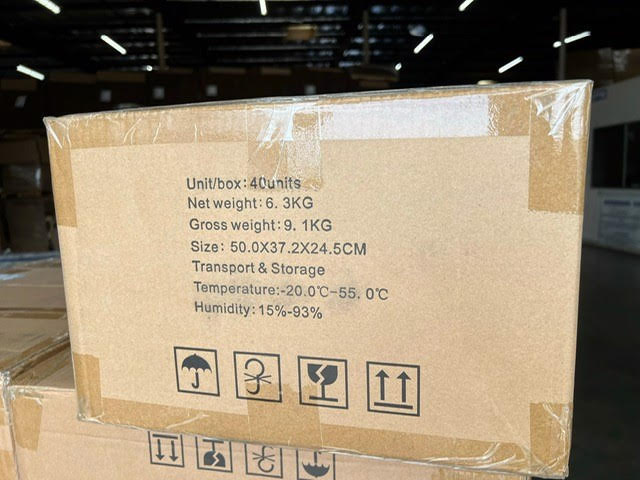 Unit/box: 40units
Net weight: 6. 3KG
Gross weight: 9. 1KG
Size: 50.0X37.2X24.5CM
Transport & Storage
Temperature:-20.0℃-55. 0℃
Humidity: 15%-93%